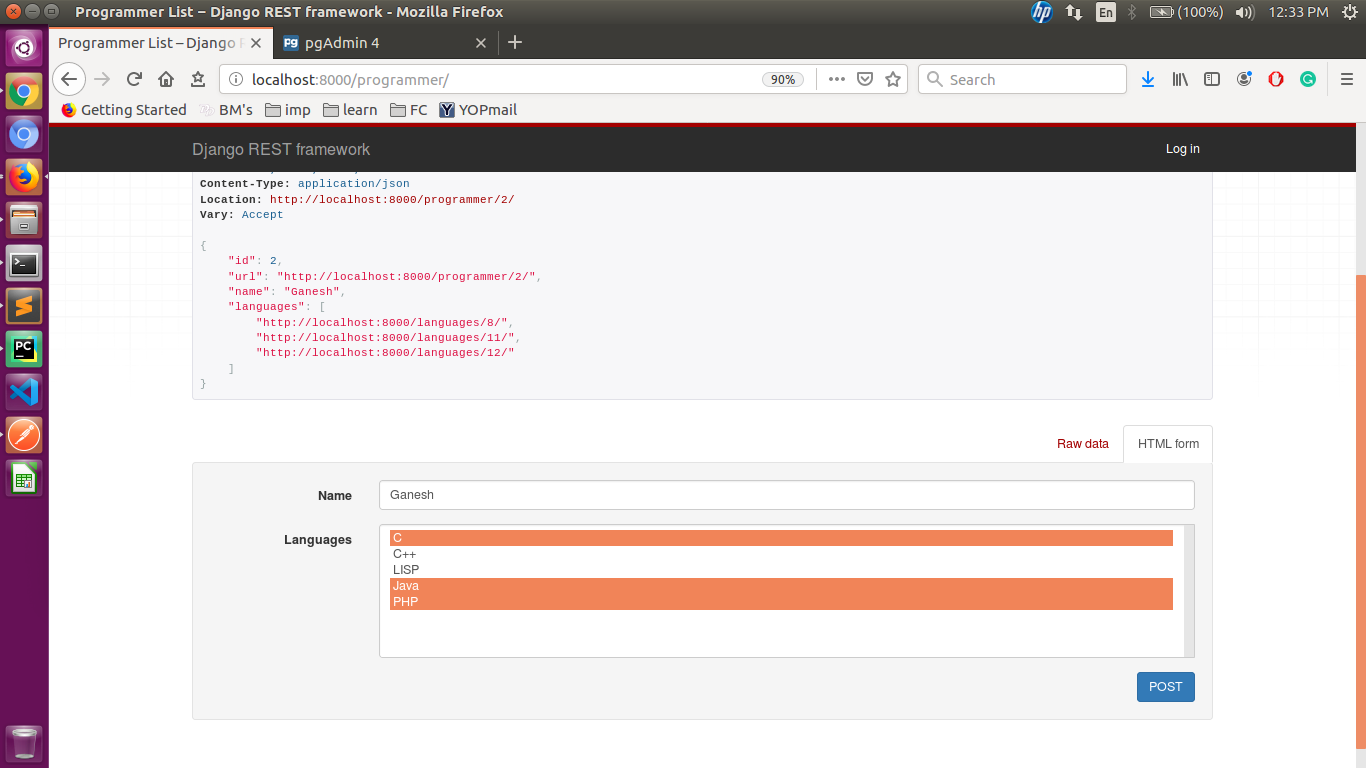 Programmer List – Django REST framework - Mozilla Firefox
hp
En
(100%)
12:33 PM
Programmer List – Django
Pg pgAdmin 4
localhost:8000/programmer/
90%
Search
Getting Started
BM's
imp
learn
FC
Y YOPmail
Django REST framework
Log in
Content-Type: application/json
Location: http://localhost:8000/programmer/2/
Vary: Accept
{
"id": 2,
"url": "http://localhost:8000/programmer/2/",
"name": "Ganesh",
"languages": [
"http://localhost:8000/languages/8/",
"http://localhost:8000/languages/11/",
"http://localhost:8000/languages/12/"
]
}
Raw data
HTML form
Name
Ganesh
Languages
C
C++
LISP
Java
PHP
POST
PC